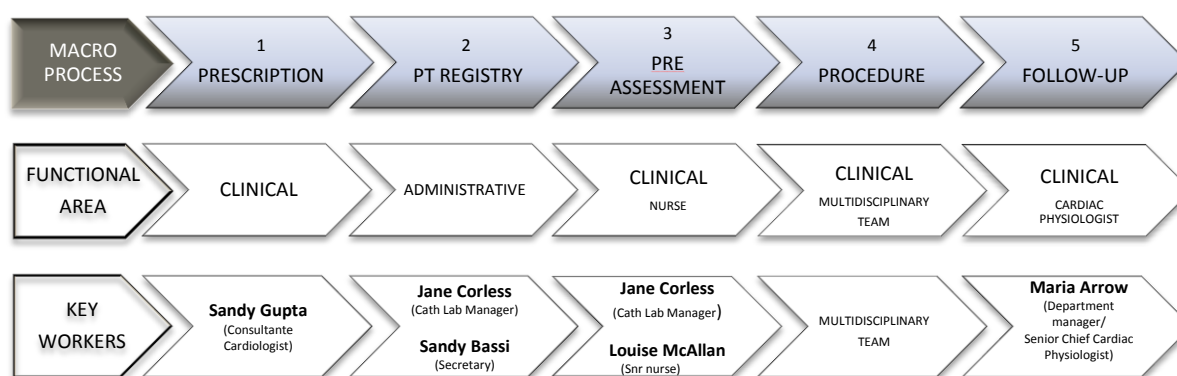 MACRO
PROCESS
1
PRESCRIPTION
2
PT REGISTRY
3
PRE
ASSESSMENT
4
PROCEDURE
5
FOLLOW-UP
FUNCTIONAL
AREA
CLINICAL
ADMINISTRATIVE
CLINICAL
NURSE
CLINICAL
MULTIDISCIPLINARY
TEAM
CLINICAL
CARDIAC
PHYSIOLOGIST
KEY
WORKERS
Sandy Gupta
(Consultante
Cardiologist)
Jane Corless
(Cath Lab Manager)
Sandy Bassi
(Secretary)
Jane Corless
(Cath Lab Manager)
Louise McAllan
(Snr nurse)
MULTIDISCIPLINARY
TEAM
Maria Arrow
(Department
manager/
Senior Chief Cardiac
Physiologist)